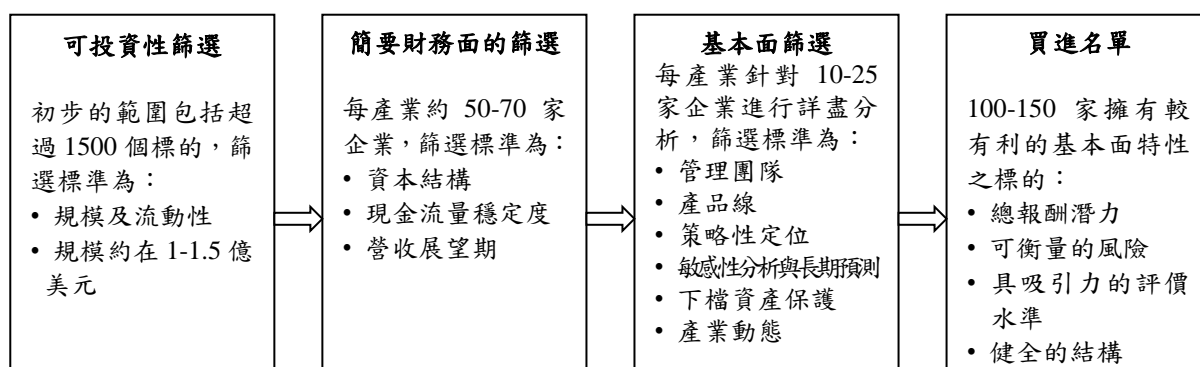 可投資性篩選
初步的範圍包括超
過 1500 個標的，篩
選標準為：
• 規模及流動性
• 規模約在 1-1.5 億
美元
簡要財務面的篩選
每產業約 50-70 家
企業，篩選標準為：
• 資本結構
• 現金流量穩定度
• 營收展望期
基本面篩選
每產業針對 10-25
家企業進行詳盡分
析，篩選標準為：
• 管理團隊
• 產品線
• 策略性定位
• 敏感性分析與長期預測
• 下檔資產保護
• 產業動態
買進名單
100-150 家擁有較
有利的基本面特性
之標的：
• 總報酬潛力
• 可衡量的風險
• 具吸引力的評價
水準
• 健全的結構